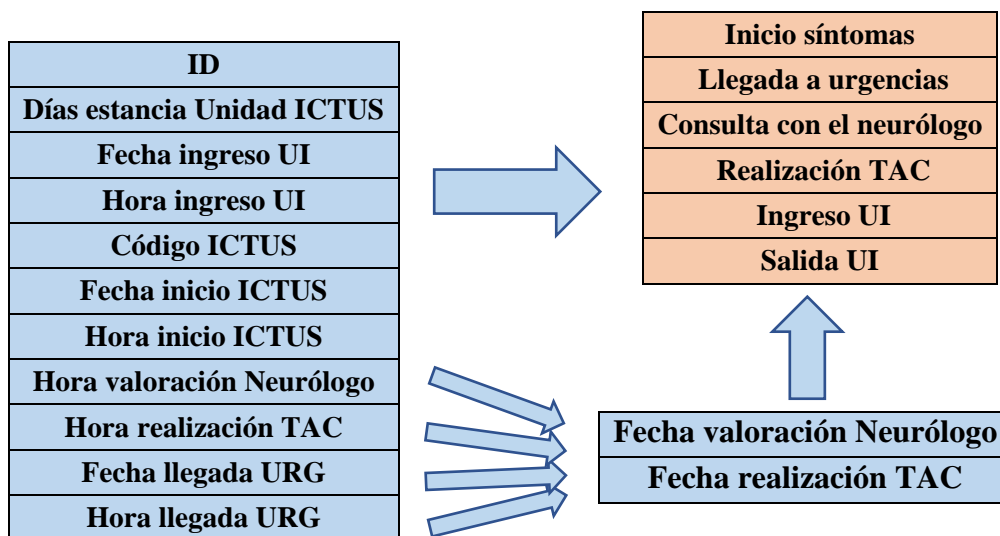 ID
Días estancia Unidad ICTUS
Fecha ingreso UI
Hora ingreso UI
Código ICTUS
Fecha inicio ICTUS
Hora inicio ICTUS
Hora valoración Neurólogo
Hora realización TAC
Fecha llegada URG
Hora llegada URG
Inicio síntomas
Llegada a urgencias
Consulta con el neurólogo
Realización TAC
Ingreso UI
Salida UI
Fecha valoración Neurólogo
Fecha realización TAC